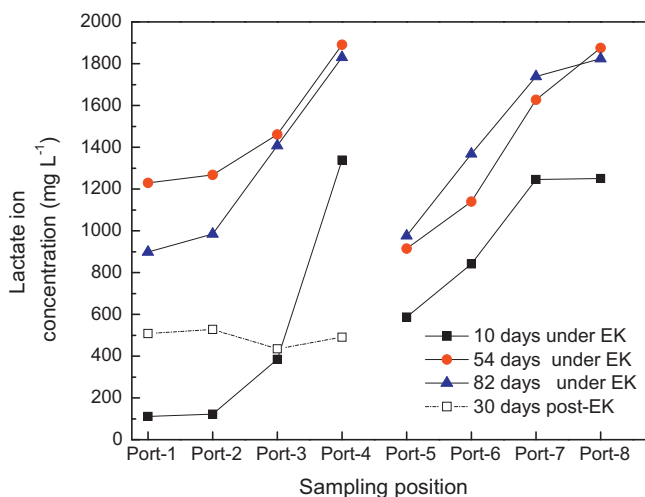 2000
1800
1600
1400
1200
1000
800
600
400
200
0
Lactate ion
concentration (mg L⁻¹)
10 days under EK
54 days under EK
82 days under EK
30 days post-EK
Port-1 Port-2 Port-3 Port-4 Port-5 Port-6 Port-7 Port-8
Sampling position